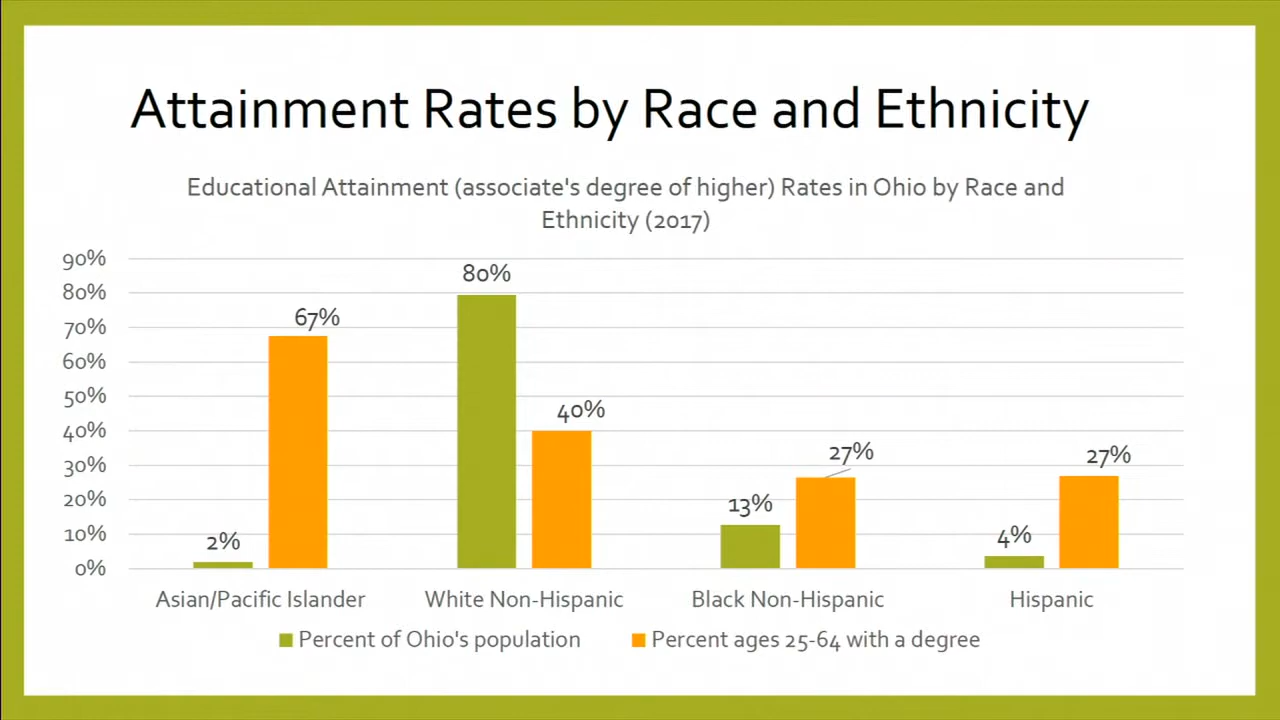 Attainment Rates by Race and Ethnicity
Educational Attainment (associate's degree of higher) Rates in Ohio by Race and
Ethnicity (2017)
90%
80%
70%
60%
50%
40%
30%
20%
10%
0%
2%
67%
80%
40%
13%
27%
4%
27%
Asian/Pacific Islander
White Non-Hispanic
Black Non-Hispanic
Hispanic
Percent of Ohio's population
Percent ages 25-64 with a degree